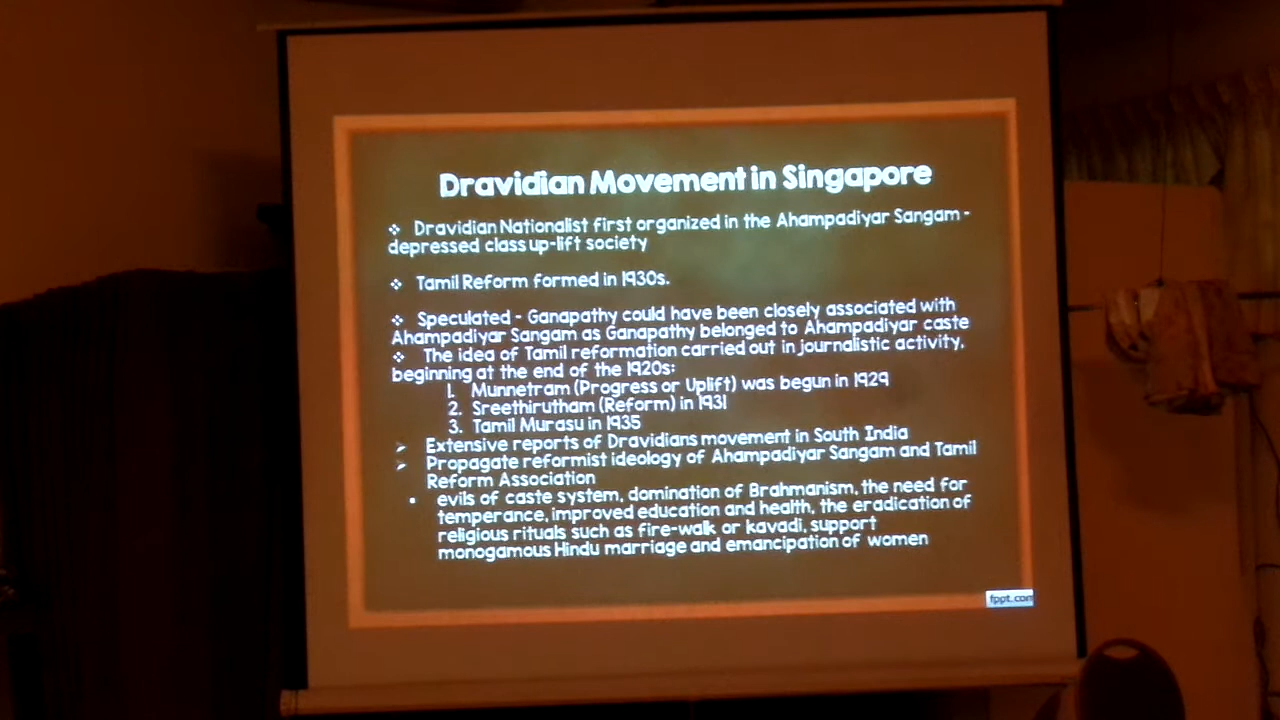 Dravidian Movement in Singapore
❖ Dravidian Nationalist first organized in the Ahampadiyar Sangam -
depressed class up-lift society
❖ Tamil Reform formed in 1930s.
❖ Speculated - Ganapathy could have been closely associated with
Ahampadiyar Sangam as Ganapathy belonged to Ahampadiyar caste
❖ The idea of Tamil reformation carried out in journalistic activity,
beginning at the end of the 1920s:
1. Munnetram (Progress or Uplift) was begun in 1929
2. Sreethirutham (Reform) in 1931
3. Tamil Murasu in 1935
➢ Extensive reports of Dravidians movement in South India
➢ Propagate reformist ideology of Ahampadiyar Sangam and Tamil
Reform Association
• evils of caste system, domination of Brahmanism, the need for
temperance, improved education and health, the eradication of
religious rituals such as fire-walk or kavadi, support
monogamous Hindu marriage and emancipation of women
fppt.com